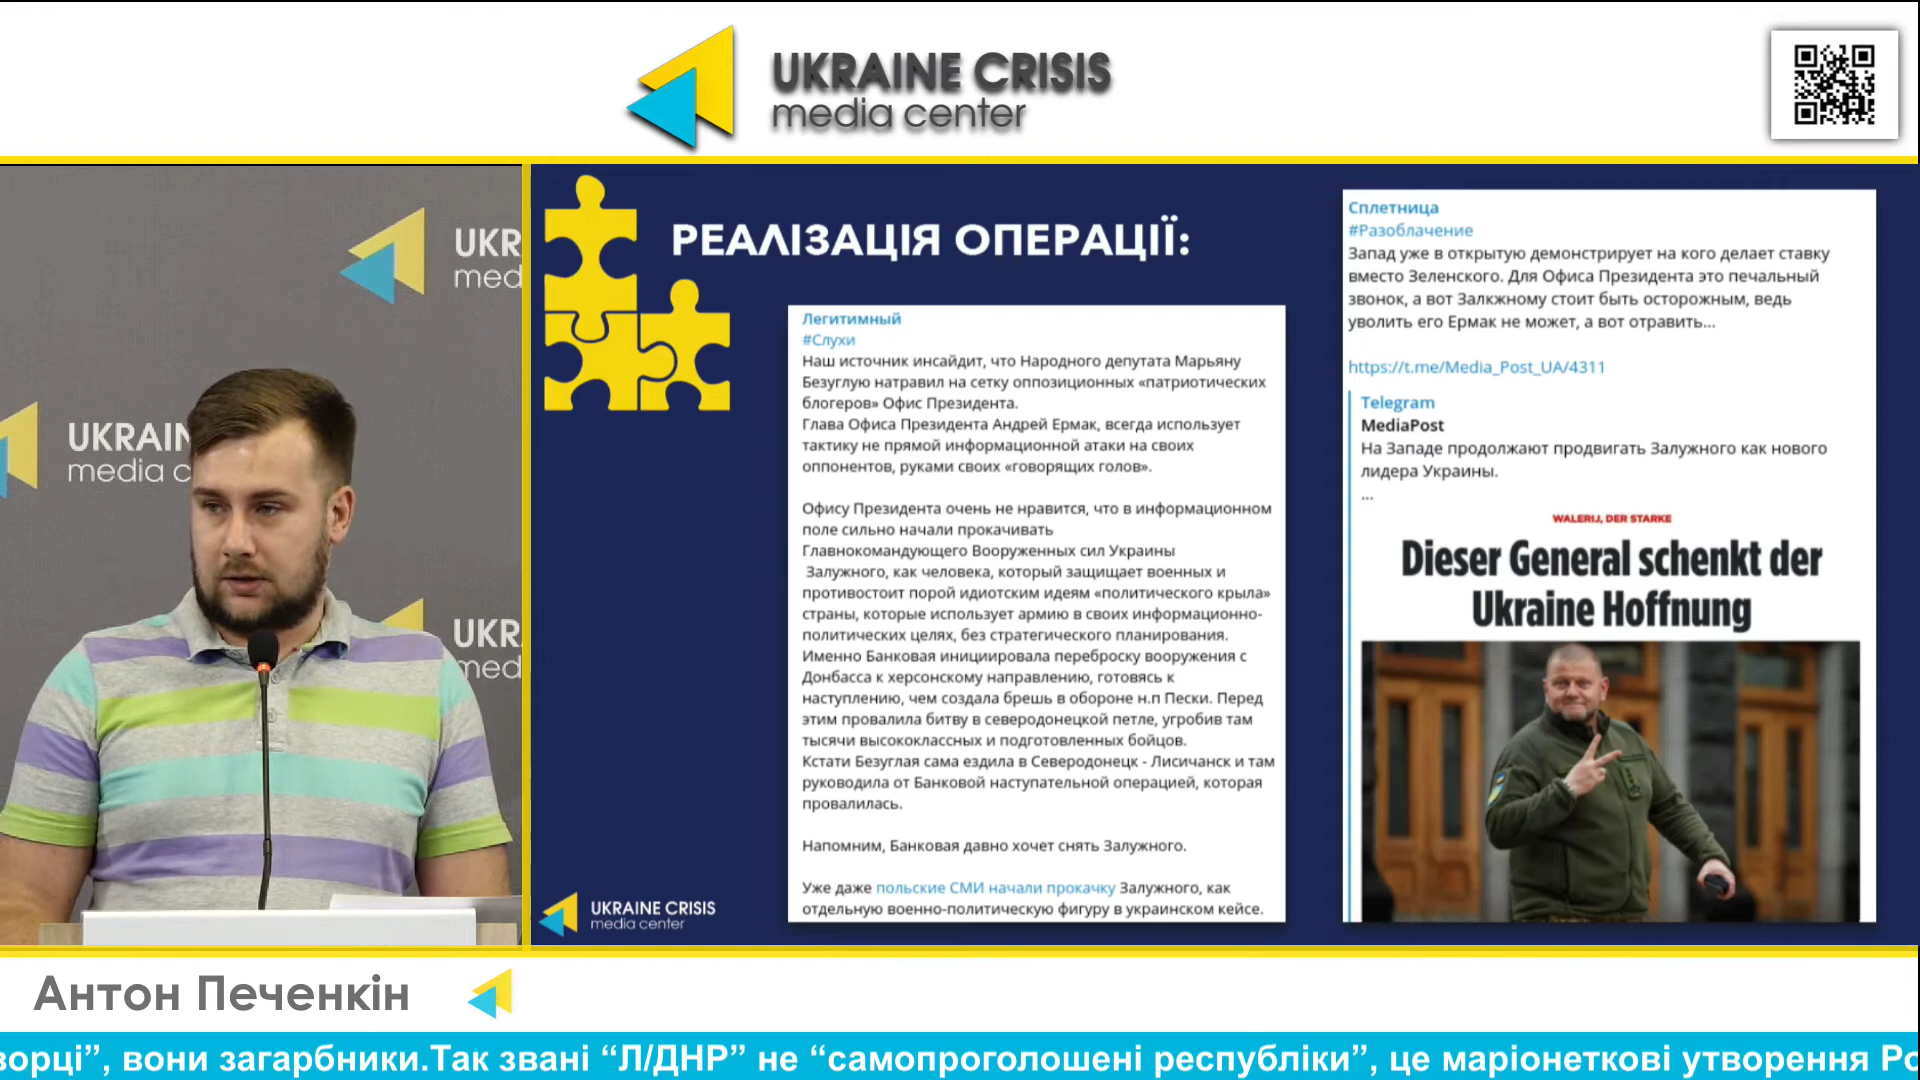 UKRAINE CRISIS
media center
UKR
med
UKRAIN
media c
UKR
med
РЕАЛІЗАЦІЯ ОПЕРАЦІЇ:
Легитимный
#Слухи
Наш источник инсайдит, что Народного депутата Марьяну
Безуглую натравил на сетку оппозиционных «патриотических
блогеров» Офис Президента.
Глава Офиса Президента Андрей Ермак, всегда использует
тактику не прямой информационной атаки на своих
оппонентов, руками своих «говорящих голов».
Офису Президента очень не нравится, что в информационном
поле сильно начали прокачивать
Главнокомандующего Вооруженных сил Украины
Залужного, как человека, который защищает военных и
противостоит порой идиотским идеям «политического крыла»
страны, которые использует армию в своих информационно-
политических целях, без стратегического планирования.
Именно Банковая инициировала переброску вооружения с
Донбасса к херсонскому направлению, готовясь к
наступлению, чем создала брешь в обороне н.п Пески. Перед
этим провалила битву в северодонецкой петле, угробив там
тысячи высококлассных и подготовленных бойцов.
Кстати Безуглая сама ездила в Северодонецк - Лисичанск и там
руководила от Банковой наступательной операцией, которая
провалилась.
Напомним, Банковая давно хочет снять Залужного.
Уже даже польские СМИ начали прокачку Залужного, как
отдельную военно-политическую фигуру в украинском кейсе.
Сплетница
#Разоблачение
Запад уже в открытую демонстрирует на кого делает ставку
вместо Зеленского. Для Офиса Президента это печальный
звонок, а вот Залкжному стоит быть осторожным, ведь
уволить его Ермак не может, а вот отравить...
https://t.me/Media_Post_UA/4311
Telegram
MediaPost
На Западе продолжают продвигать Залужного как нового
лидера Украины.
...
WALERIJ, DER STARKE
Dieser General schenkt der
Ukraine Hoffnung
UKRAINE CRISIS
media center
Антон Печенкін
зорці”, вони загарбники.Так звані “Л/ДНР” не “самопроголошені республіки”, це маріонеткові утворення Ро